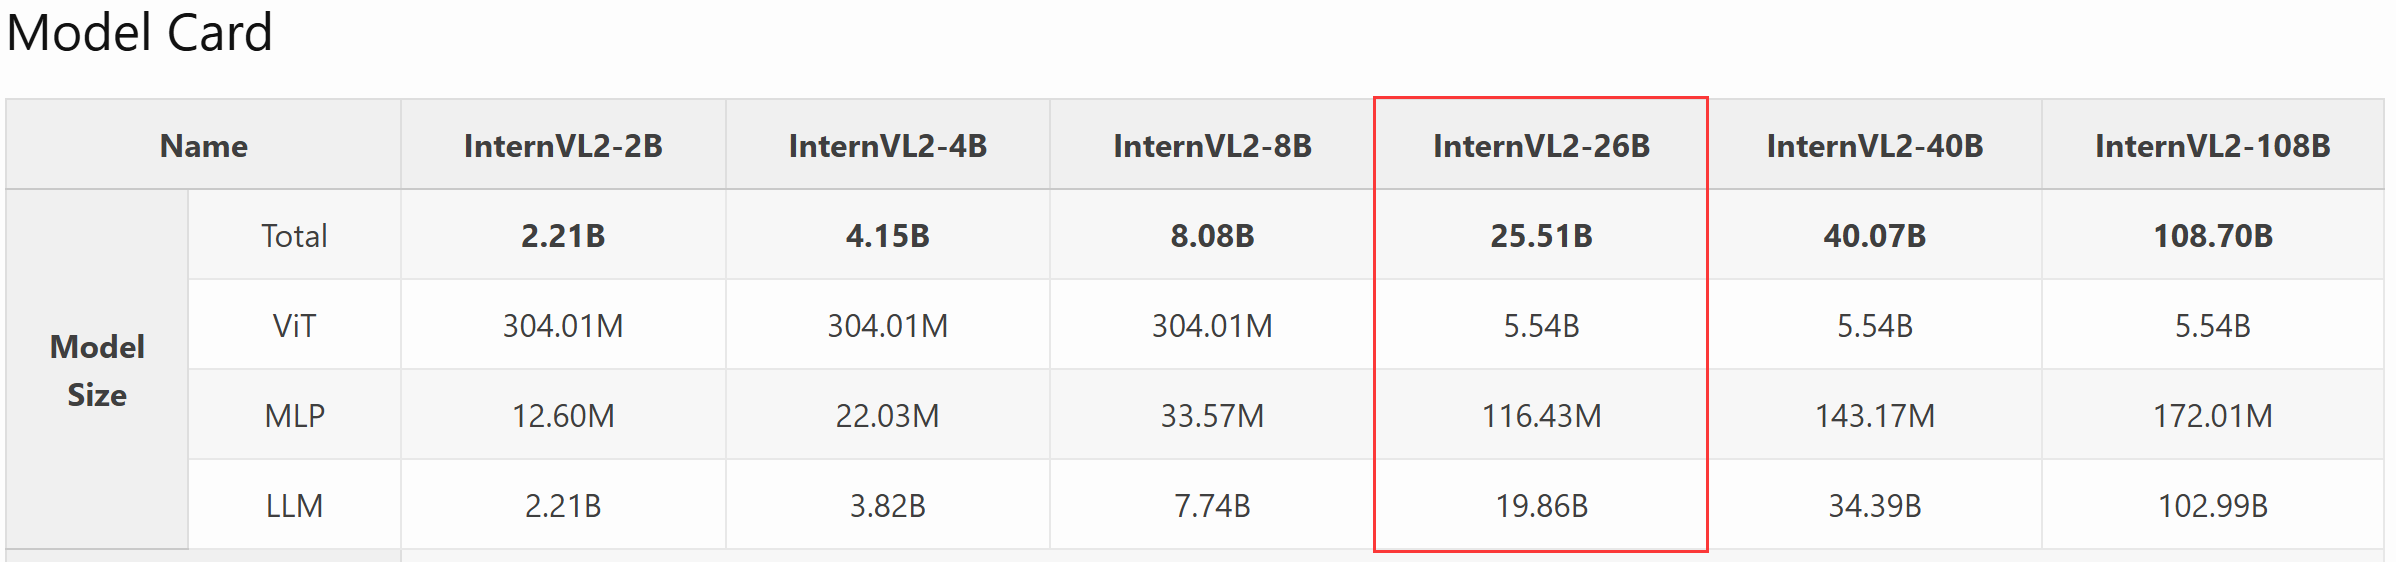 Model Card
Name InternVL2-2B InternVL2-4B InternVL2-8B InternVL2-26B InternVL2-40B InternVL2-108B
Model Size
Total 2.21B 4.15B 8.08B 25.51B 40.07B 108.70B
ViT 304.01M 304.01M 304.01M 5.54B 5.54B 5.54B
MLP 12.60M 22.03M 33.57M 116.43M 143.17M 172.01M
LLM 2.21B 3.82B 7.74B 19.86B 34.39B 102.99B